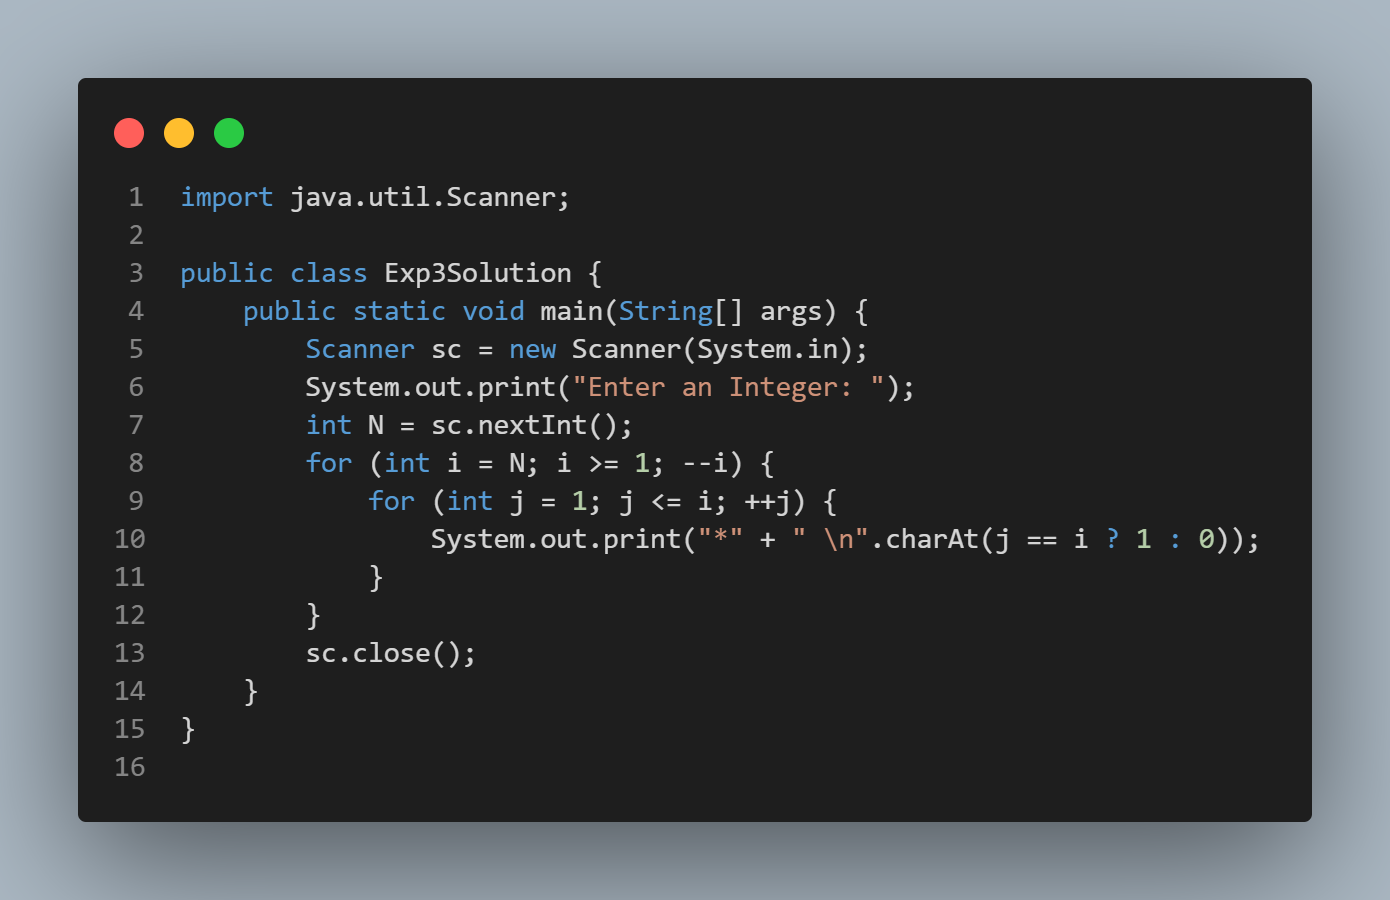 1 import java.util.Scanner;
2
3 public class Exp3Solution {
4     public static void main(String[] args) {
5         Scanner sc = new Scanner(System.in);
6         System.out.print("Enter an Integer: ");
7         int N = sc.nextInt();
8         for (int i = N; i >= 1; --i) {
9             for (int j = 1; j <= i; ++j) {
10                 System.out.print("*" + " \n".charAt(j == i ? 1 : 0));
11             }
12         }
13         sc.close();
14     }
15 }
16